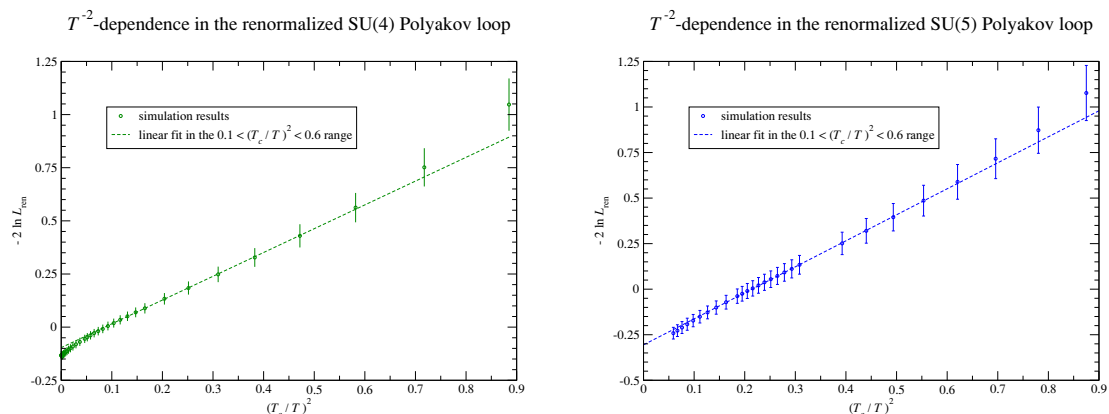 T⁻²-dependence in the renormalized SU(4) Polyakov loop
1.25
1
0.75
0.5
0.25
0
-0.25
- 2 ln L_ren
simulation results
linear fit in the 0.1 < (T_c / T)² < 0.6 range
0 0.1 0.2 0.3 0.4 0.5 0.6 0.7 0.8 0.9
(T_c / T)²
T⁻²-dependence in the renormalized SU(5) Polyakov loop
1.25
1
0.75
0.5
0.25
0
-0.25
-0.5
- 2 ln L_ren
simulation results
linear fit in the 0.1 < (T_c / T)² < 0.6 range
0 0.1 0.2 0.3 0.4 0.5 0.6 0.7 0.8 0.9
(T_c / T)²